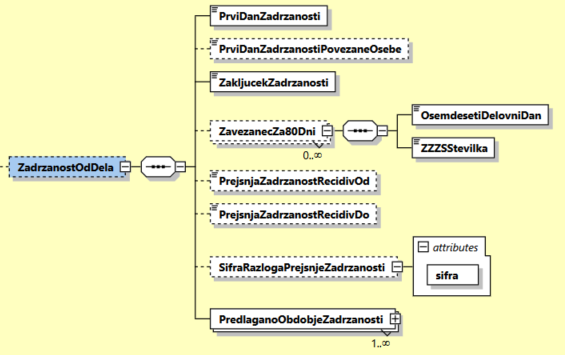 PrviDanZadrzanosti
PrviDanZadrzanostiPovezaneOsebe
ZakljucekZadrzanosti
ZavezanecZa80Dni
0..∞
OsemdesetiDelovniDan
ZZZSStevilka
ZadrzanostOdDela
PrejsnjaZadrzanostRecidivOd
PrejsnjaZadrzanostRecidivDo
SifraRazlogaPrejsnjeZadrzanosti
attributes
sifra
PredlaganoObdobjeZadrzanosti
1..∞